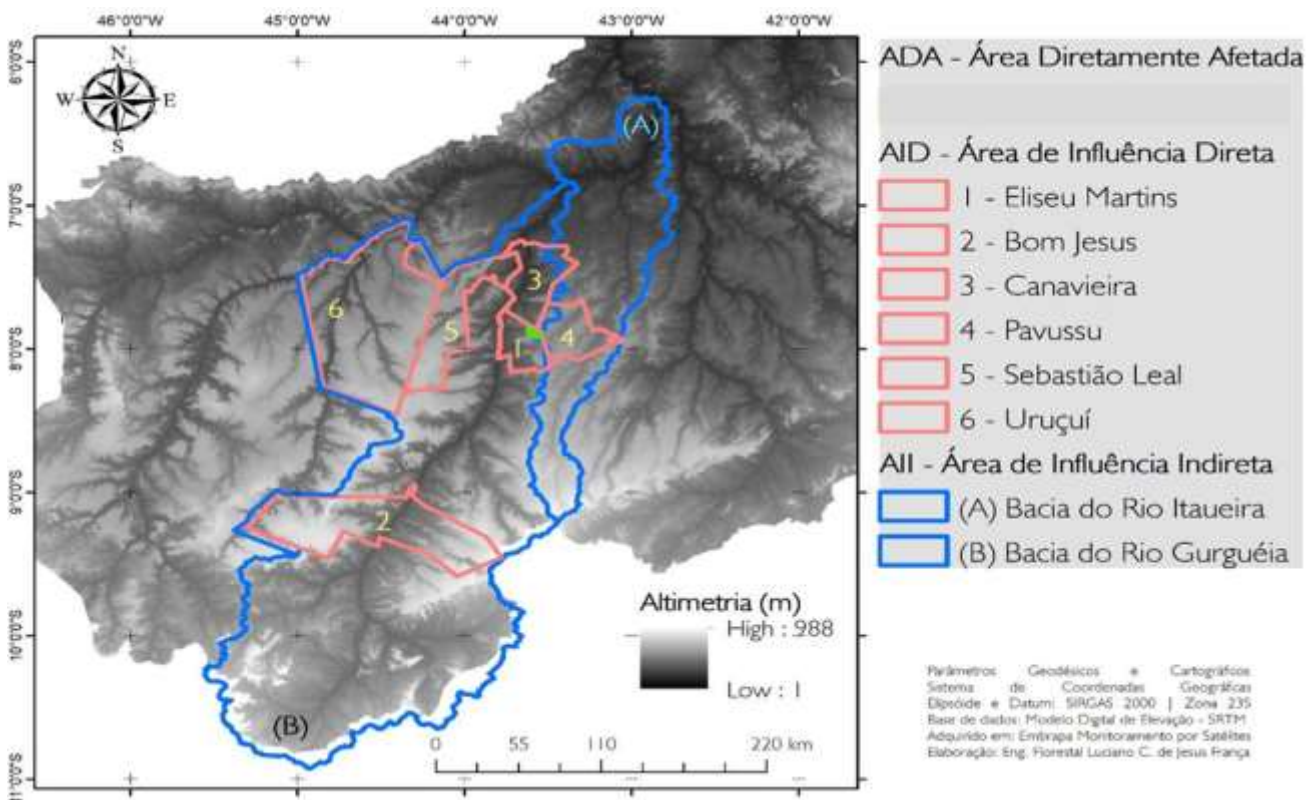 46°0'0"W 45°0'0"W 44°0'0"W 43°0'0"W 42°0'0"W
6°0'0"S
7°0'0"S
8°0'0"S
9°0'0"S
10°0'0"S
11°0'0"S
N
W E
S
(A)
6
5
3
1
4
2
(B)
Altimetria (m)
High : 988
Low : 1
0 55 110 220 km
ADA - Área Diretamente Afetada
AID - Área de Influência Direta
1 - Eliseu Martins
2 - Bom Jesus
3 - Canavieira
4 - Pavussu
5 - Sebastião Leal
6 - Uruçuí
AII - Área de Influência Indireta
(A) Bacia do Rio Itaueira
(B) Bacia do Rio Gurguéia
Parâmetros Geodésicos e Cartográficos
Sistema de Coordenadas Geográficas
Elipsóide e Datum: SIRGAS 2000 | Zona 23S
Base de dados: Modelo Digital de Elevação - SRTM
Adquirido em: Embrapa Monitoramento por Satélites
Elaboração: Eng. Florestal Luciano C. de Jesus França